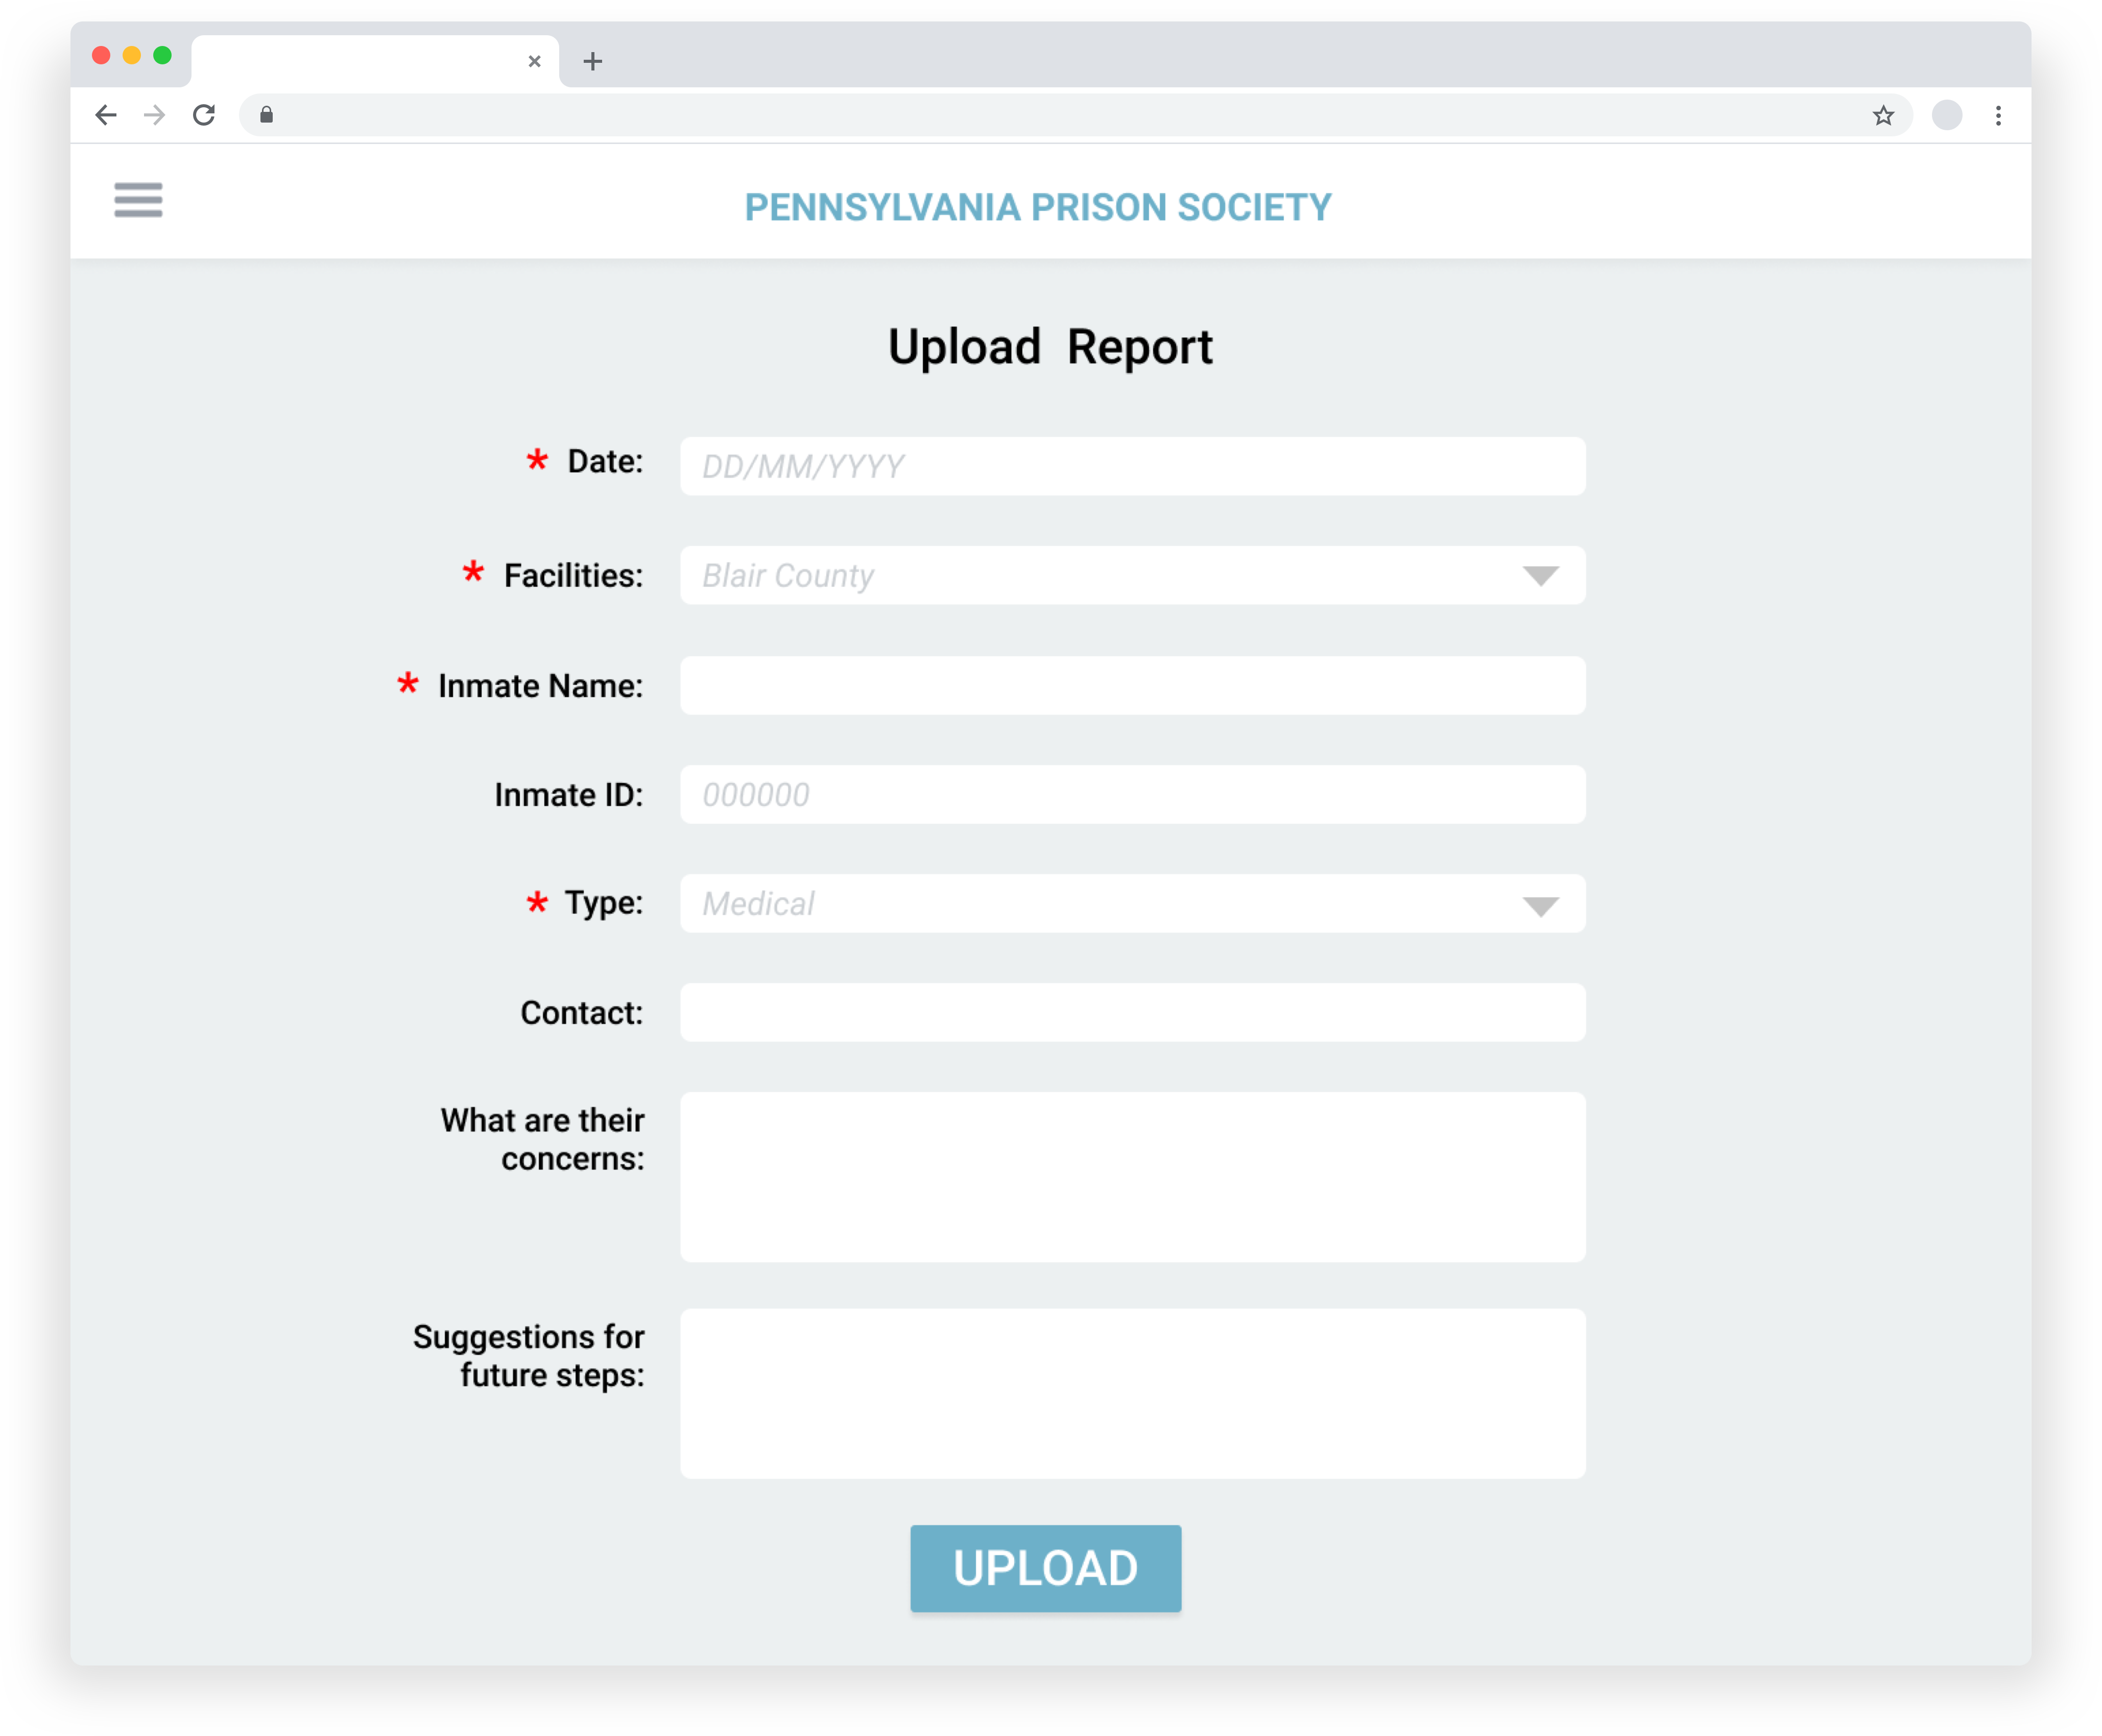 PENNSYLVANIA PRISON SOCIETY
Upload Report
* Date:
DD/MM/YYYY
* Facilities:
Blair County
* Inmate Name:
Inmate ID:
000000
* Type:
Medical
Contact:
What are their
concerns:
Suggestions for
future steps:
UPLOAD